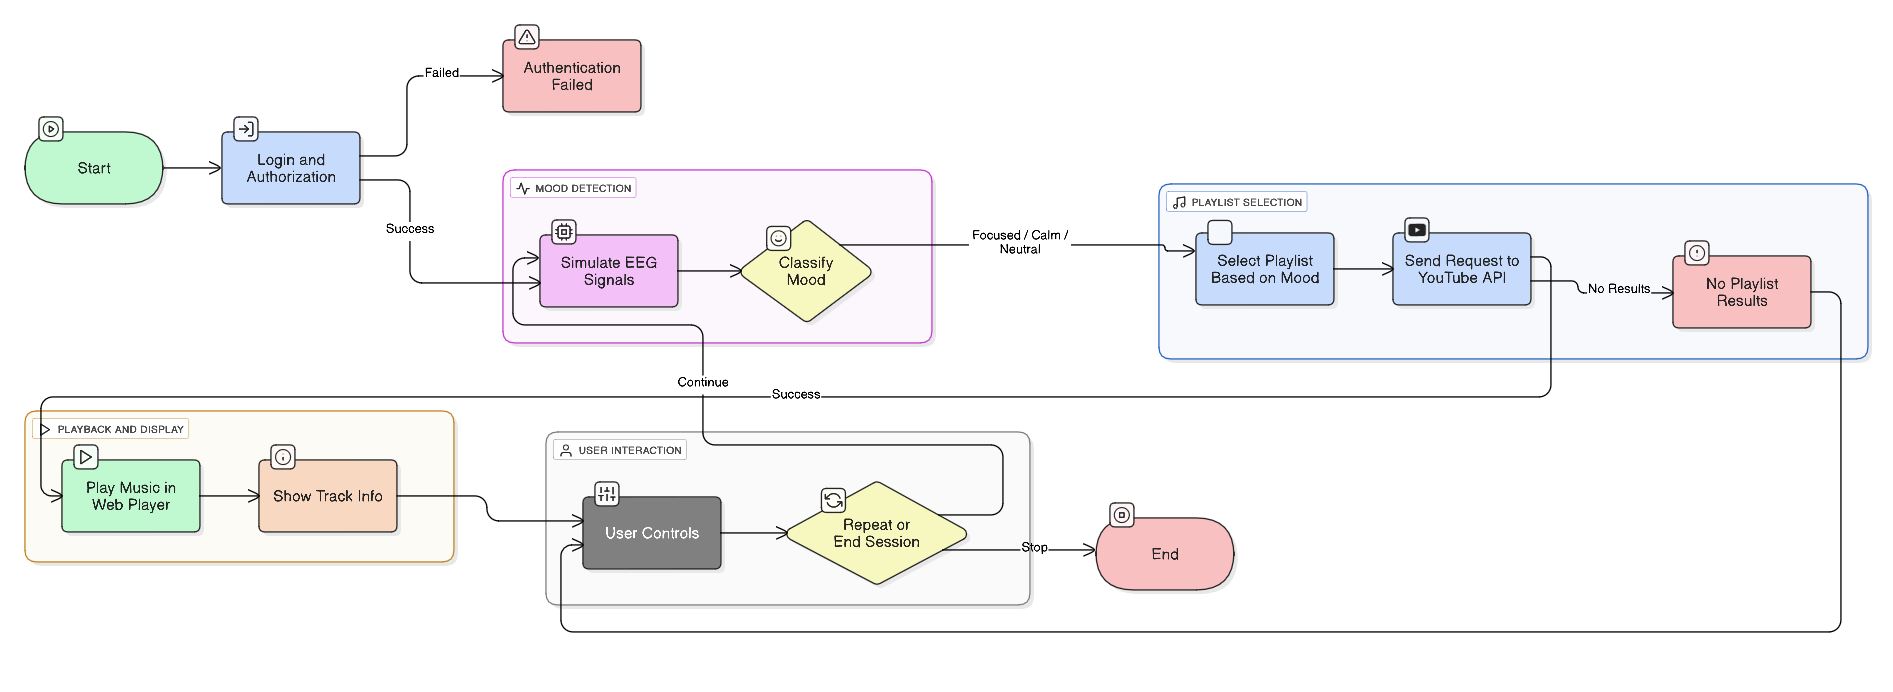 Authentication
Failed
Failed
Start
Login and
Authorization
Success
MOOD DETECTION
Simulate EEG
Signals
Classify
Mood
Focused / Calm /
Neutral
PLAYLIST SELECTION
Select Playlist
Based on Mood
Send Request to
YouTube API
No Results
No Playlist
Results
Continue
Success
PLAYBACK AND DISPLAY
Play Music in
Web Player
Show Track Info
USER INTERACTION
User Controls
Repeat or
End Session
Stop
End